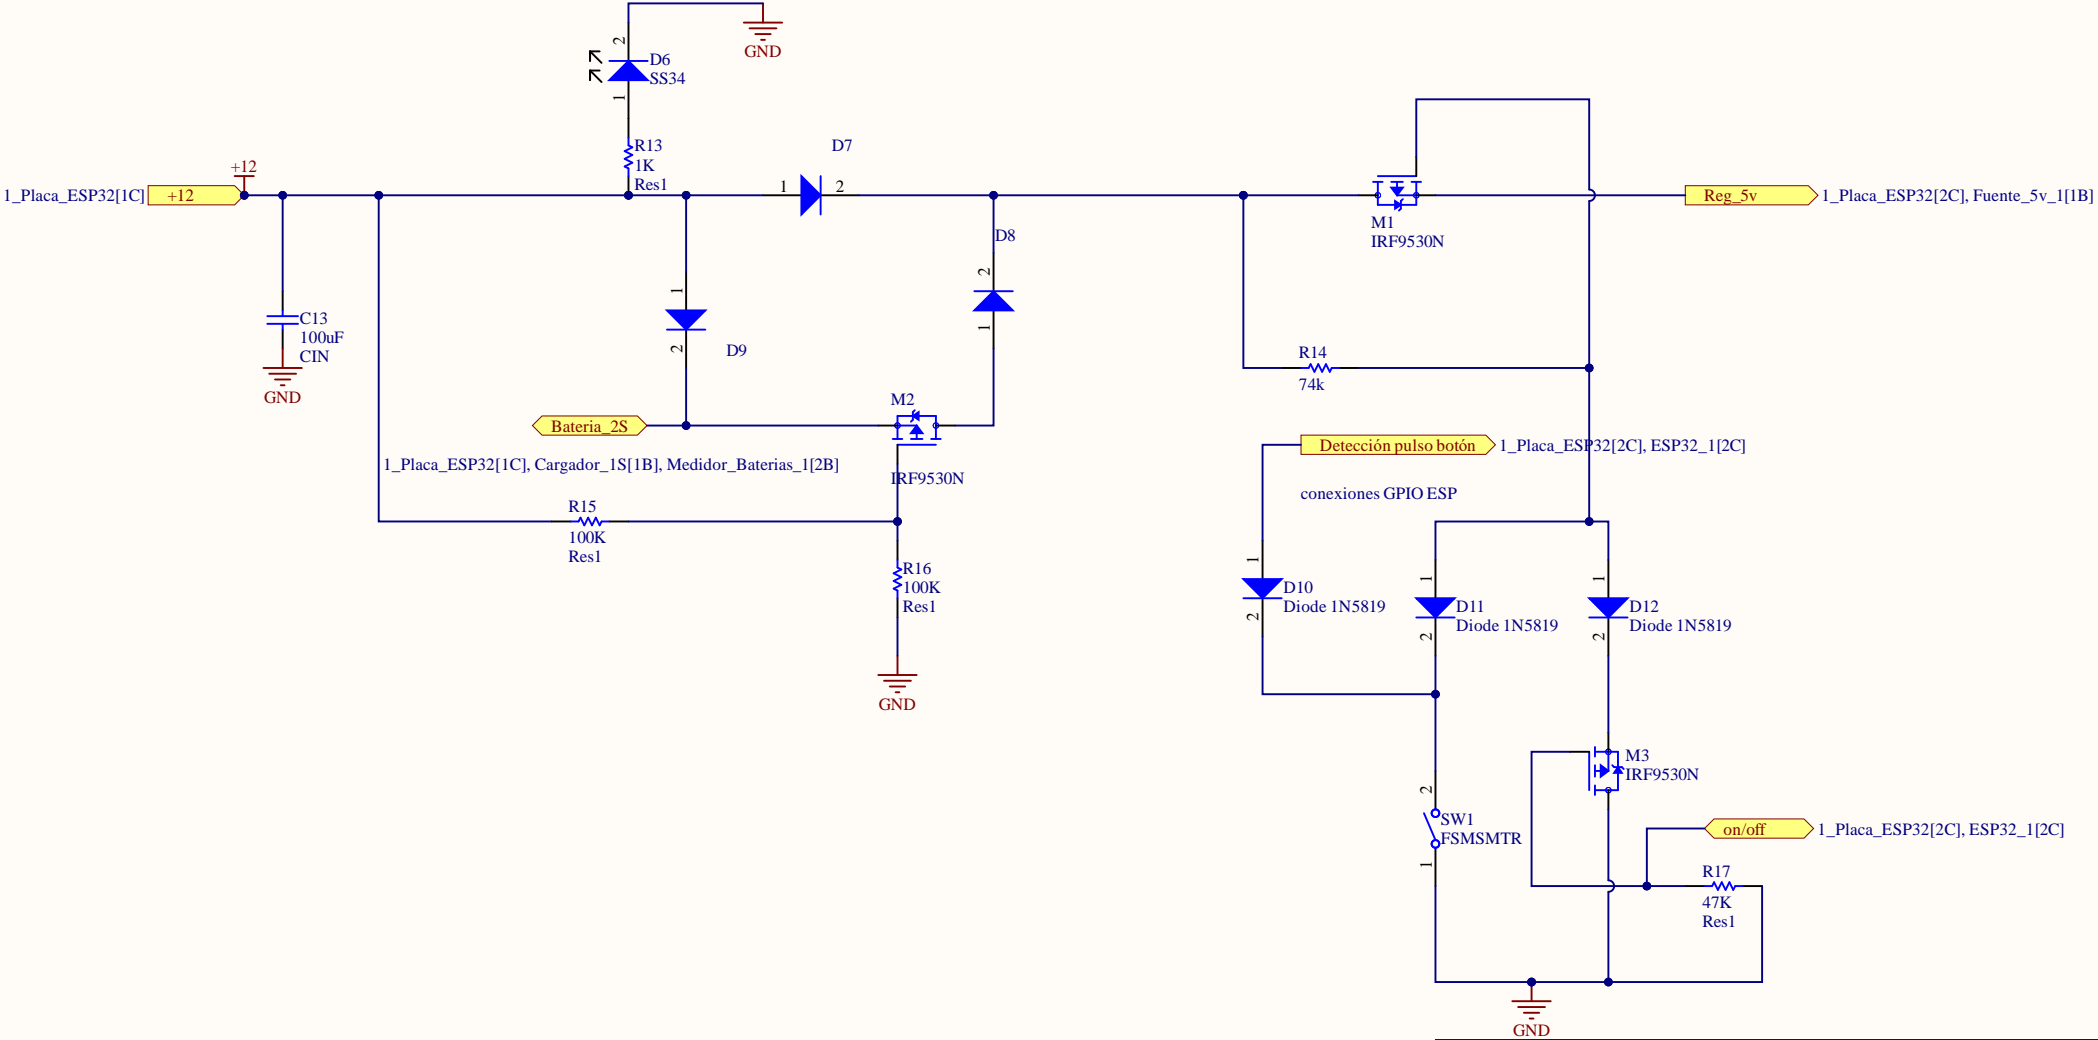 2
D6
SS34
1
GND
R13
1K
Res1
D7
1_Placa_ESP32[1C]
+12
+12
1
2
M1
IRF9530N
Reg_5v
1_Placa_ESP32[2C], Fuente_5v_1[1B]
D8
2
1
C13
100uF
CIN
GND
1
2
D9
R14
74k
Bateria_2S
M2
IRF9530N
1_Placa_ESP32[1C], Cargador_1S[1B], Medidor_Baterias_1[2B]
Detección pulso botón
1_Placa_ESP32[2C], ESP32_1[2C]
conexiones GPIO ESP
R15
100K
Res1
R16
100K
Res1
GND
1
D10
Diode 1N5819
2
1
D11
Diode 1N5819
2
1
D12
Diode 1N5819
2
M3
IRF9530N
2
SW1
FSMSMTR
1
on/off
1_Placa_ESP32[2C], ESP32_1[2C]
R17
47K
Res1
GND